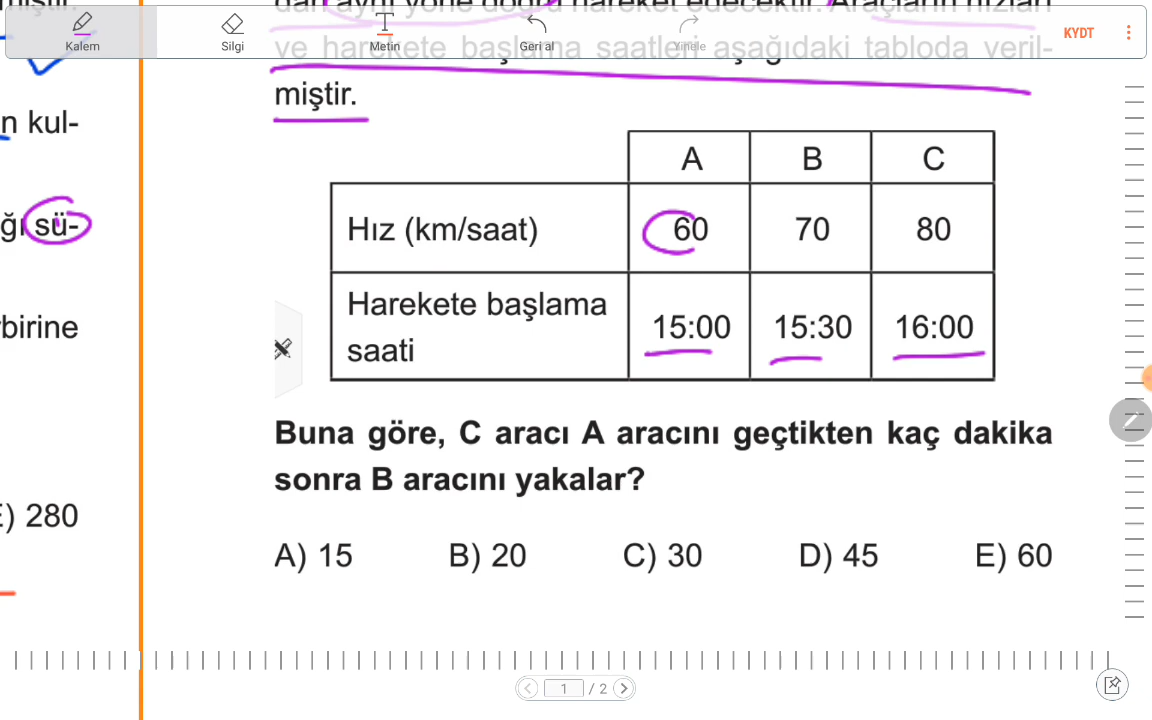 Kalem
Silgi
Metin
Geri al
Yinele
KYDT
ve harekete başlama saatleri aşağıdaki tabloda veril-
miştir.
n kul-
ğı sü-
birine
280
A B C
Hız (km/saat) 60 70 80
Harekete başlama
saati
15:00 15:30 16:00
Buna göre, C aracı A aracını geçtikten kaç dakika
sonra B aracını yakalar?
A) 15 B) 20 C) 30 D) 45 E) 60
1 / 2